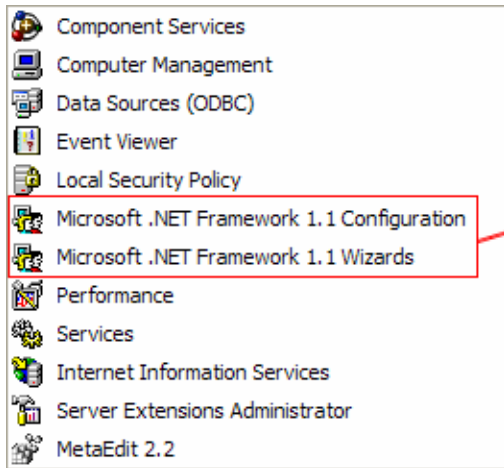 Component Services
Computer Management
Data Sources (ODBC)
Event Viewer
Local Security Policy
Microsoft .NET Framework 1.1 Configuration
Microsoft .NET Framework 1.1 Wizards
Performance
Services
Internet Information Services
Server Extensions Administrator
MetaEdit 2.2